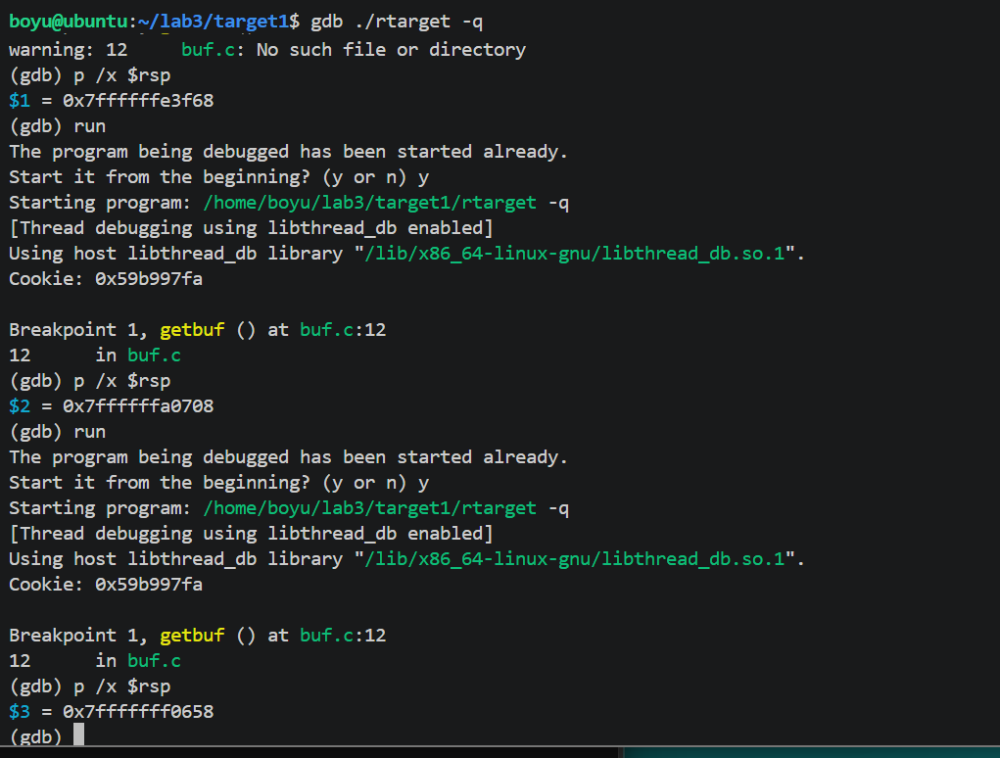 boyu@ubuntu:~/lab3/target1$ gdb ./rtarget -q
warning: 12     buf.c: No such file or directory
(gdb) p /x $rsp
$1 = 0x7ffffffe3f68
(gdb) run
The program being debugged has been started already.
Start it from the beginning? (y or n) y
Starting program: /home/boyu/lab3/target1/rtarget -q
[Thread debugging using libthread_db enabled]
Using host libthread_db library "/lib/x86_64-linux-gnu/libthread_db.so.1".
Cookie: 0x59b997fa

Breakpoint 1, getbuf () at buf.c:12
12      in buf.c
(gdb) p /x $rsp
$2 = 0x7ffffffa0708
(gdb) run
The program being debugged has been started already.
Start it from the beginning? (y or n) y
Starting program: /home/boyu/lab3/target1/rtarget -q
[Thread debugging using libthread_db enabled]
Using host libthread_db library "/lib/x86_64-linux-gnu/libthread_db.so.1".
Cookie: 0x59b997fa

Breakpoint 1, getbuf () at buf.c:12
12      in buf.c
(gdb) p /x $rsp
$3 = 0x7fffffff0658
(gdb)